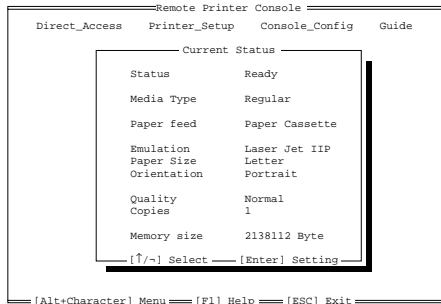 Remote Printer Console
Direct_Access Printer_Setup Console_Config Guide
Current Status
Status Ready
Media Type Regular
Paper feed Paper Cassette
Emulation Laser Jet IIP
Paper Size Letter
Orientation Portrait
Quality Normal
Copies 1
Memory size 2138112 Byte
[↑/¬] Select [Enter] Setting
[Alt+Character] Menu [F1] Help [ESC] Exit